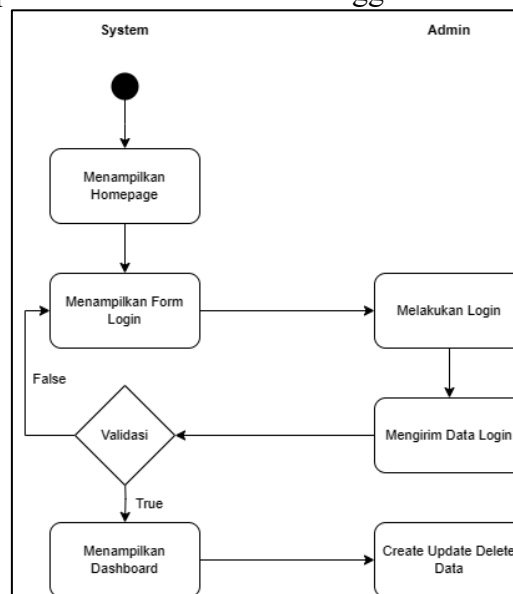 System
Admin
Menampilkan
Homepage
Menampilkan Form
Login
Melakukan Login
False
Validasi
Mengirim Data Login
True
Menampilkan
Dashboard
Create Update Delete
Data